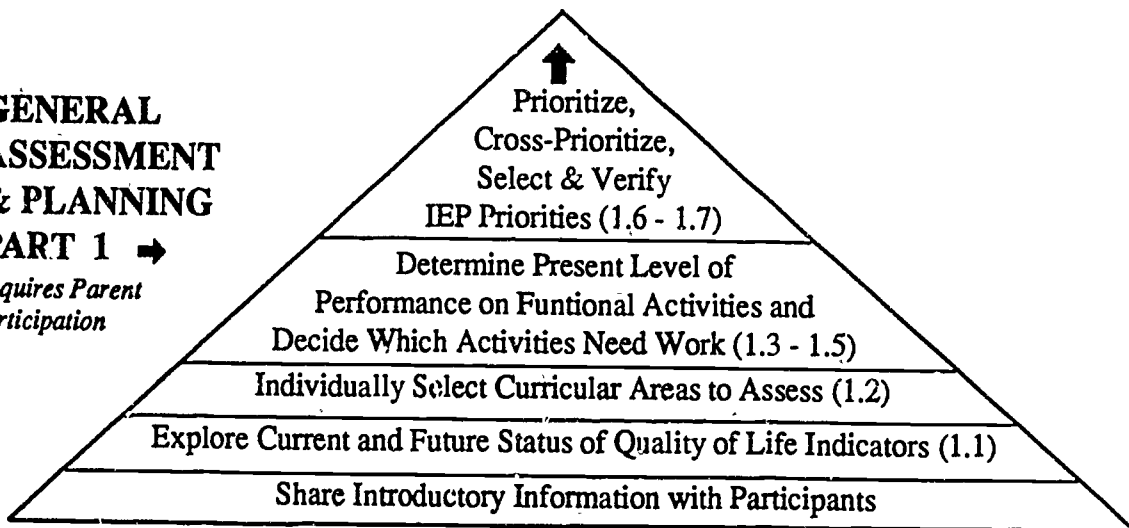 GENERAL
ASSESSMENT
& PLANNING
PART 1 ➡
quires Parent
rticipation
Prioritize,
Cross-Prioritize,
Select & Verify
IEP Priorities (1.6 - 1.7)
Determine Present Level of
Performance on Funtional Activities and
Decide Which Activities Need Work (1.3 - 1.5)
Individually Select Curricular Areas to Assess (1.2)
Explore Current and Future Status of Quality of Life Indicators (1.1)
Share Introductory Information with Participants